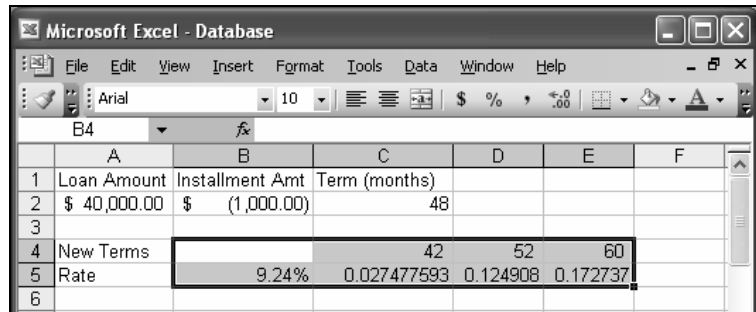 Microsoft Excel - Database
File Edit View Insert Format Tools Data Window Help
Arial 10 $ % ,
B4 fx
A B C D E F
1 Loan Amount Installment Amt Term (months)
2 $ 40,000.00 $ (1,000.00) 48
3
4 New Terms 42 52 60
5 Rate 9.24% 0.027477593 0.124908 0.172737
6